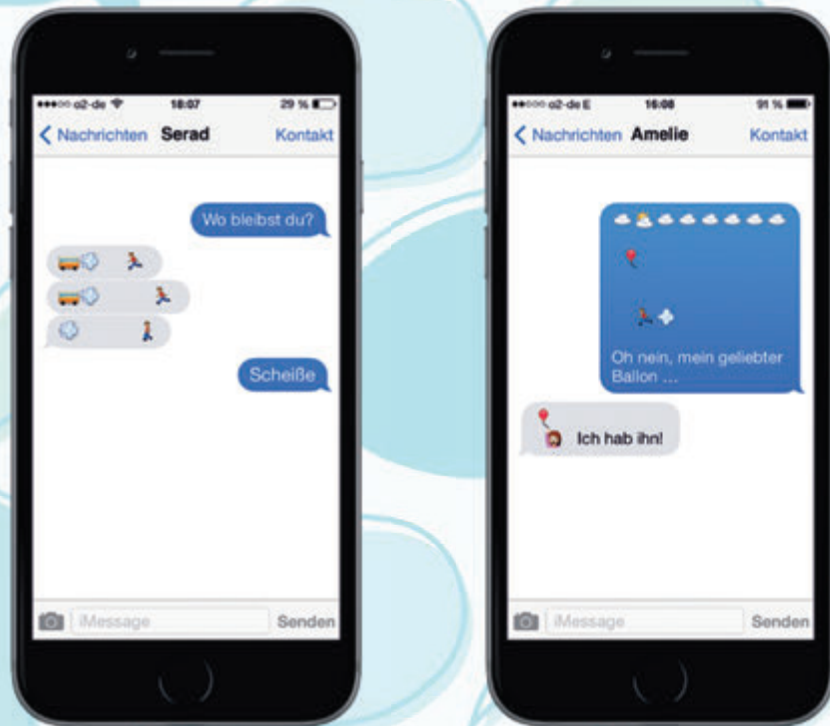 o2-de 18:07 29 %
Nachrichten Serad Kontakt
Wo bleibst du?
Scheiße
iMessage Senden
o2-de E 16:08 91 %
Nachrichten Amelie Kontakt
Oh nein, mein geliebter
Ballon ...
Ich hab ihn!
iMessage Senden